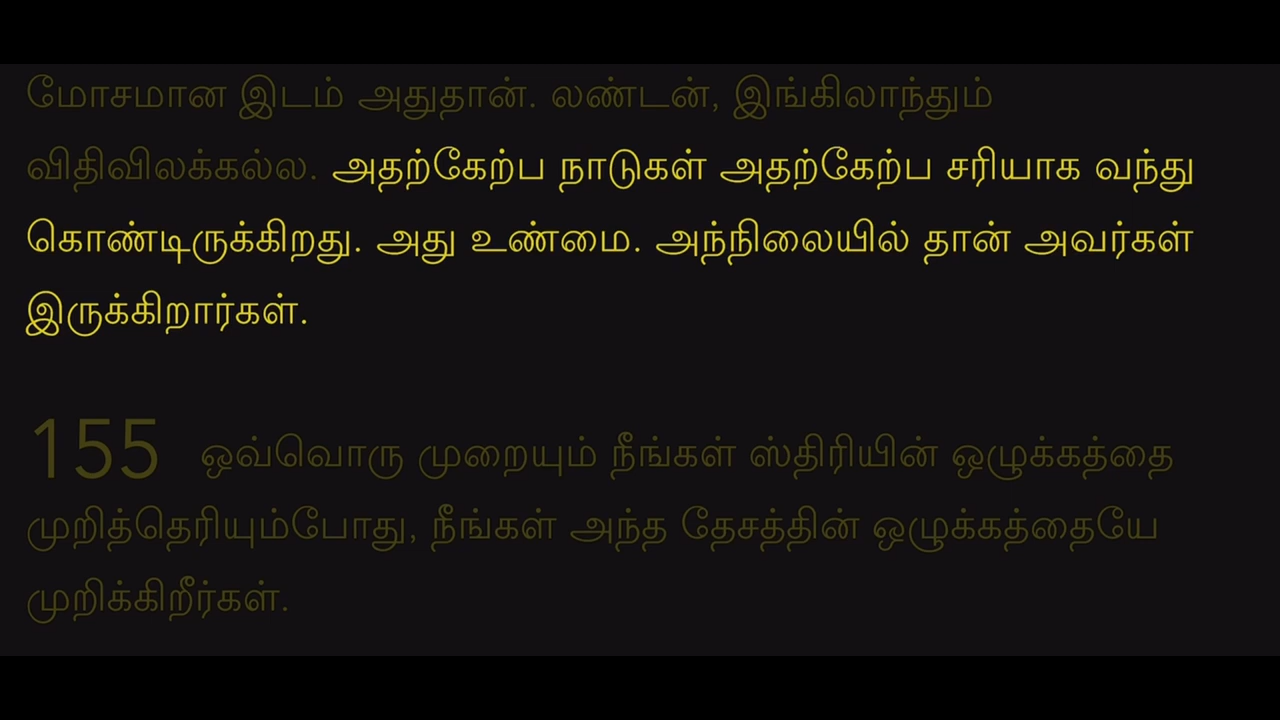 மோசமான இடம் அதுதான். லண்டன், இங்கிலாந்தும்
விதிவிலக்கல்ல. அதற்கேற்ப நாடுகள் அதற்கேற்ப சரியாக வந்து
கொண்டிருக்கிறது. அது உண்மை. அந்நிலையில் தான் அவர்கள்
இருக்கிறார்கள்.
155 ஒவ்வொரு முறையும் நீங்கள் ஸ்திரியின் ஒழுக்கத்தை
முறித்தெரியும்போது, நீங்கள் அந்த தேசத்தின் ஒழுக்கத்தையே
முறிக்கிறீர்கள்.